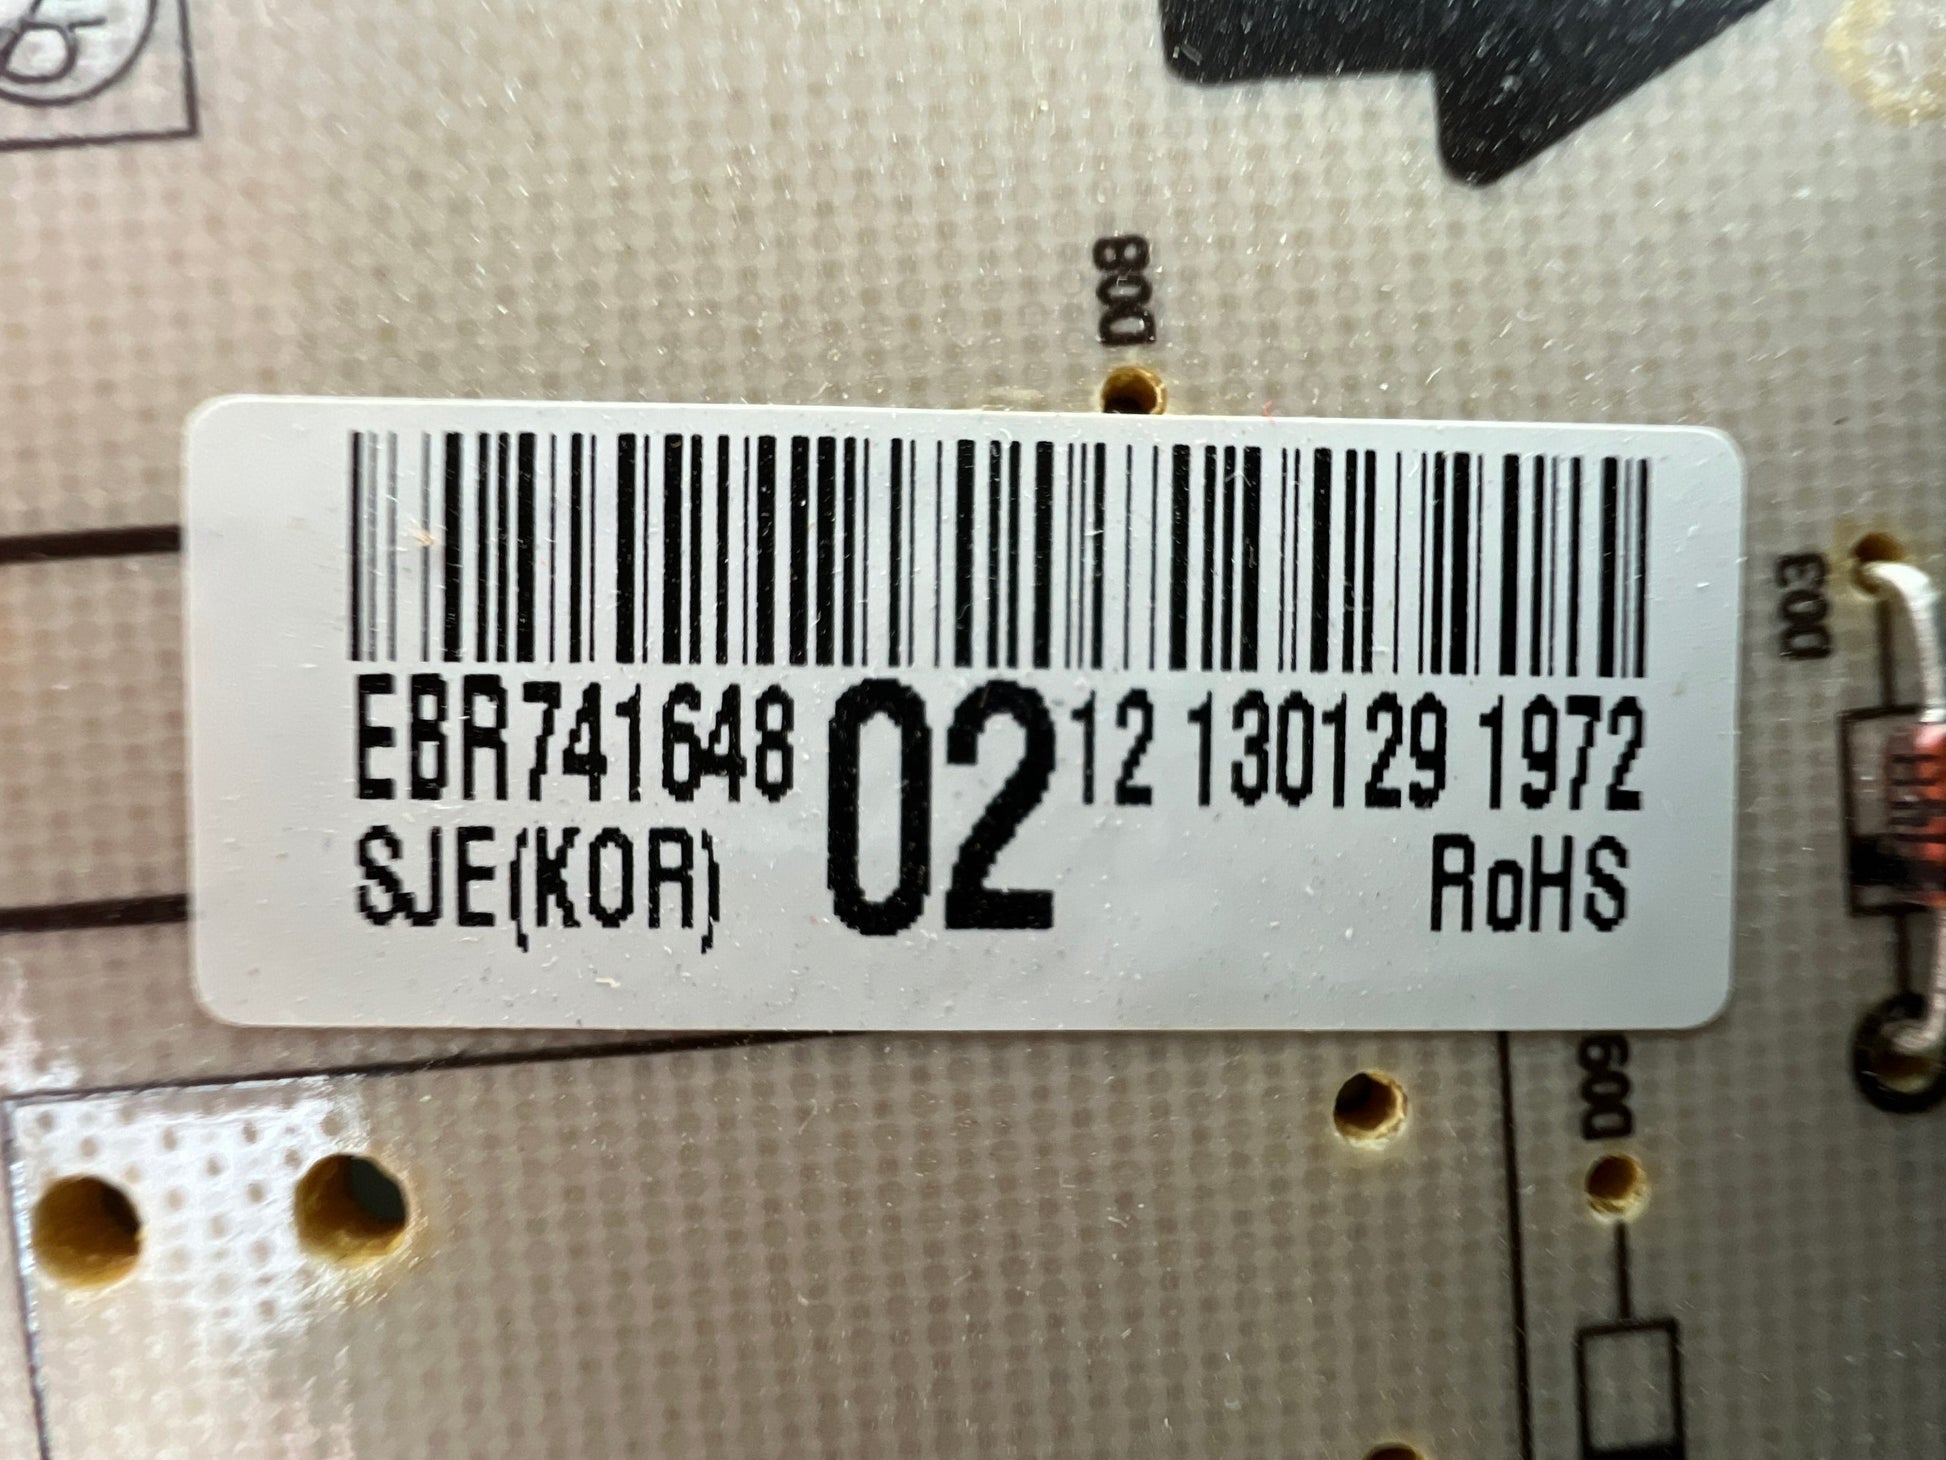 D08
EBR741648 02 12 130129 1972
SJE(KOR) RoHS
D03
D09